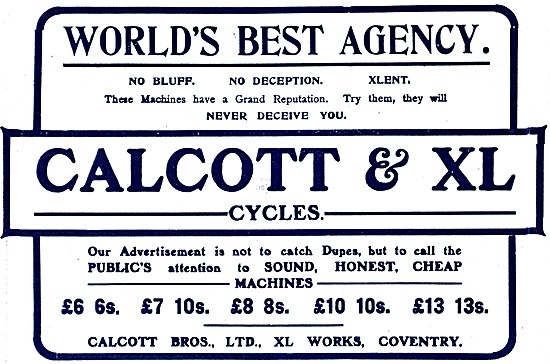 WORLD'S BEST AGENCY.
NO BLUFF. NO DECEPTION. XLENT.
These Machines have a Grand Reputation. Try them, they will
NEVER DECEIVE YOU.
CALCOTT & XL
CYCLES.
Our Advertisement is not to catch Dupes, but to call the
PUBLIC'S attention to SOUND, HONEST, CHEAP
MACHINES
£6 6s. £7 10s. £8 8s. £10 10s. £13 13s.
CALCOTT BROS., LTD., XL WORKS, COVENTRY.